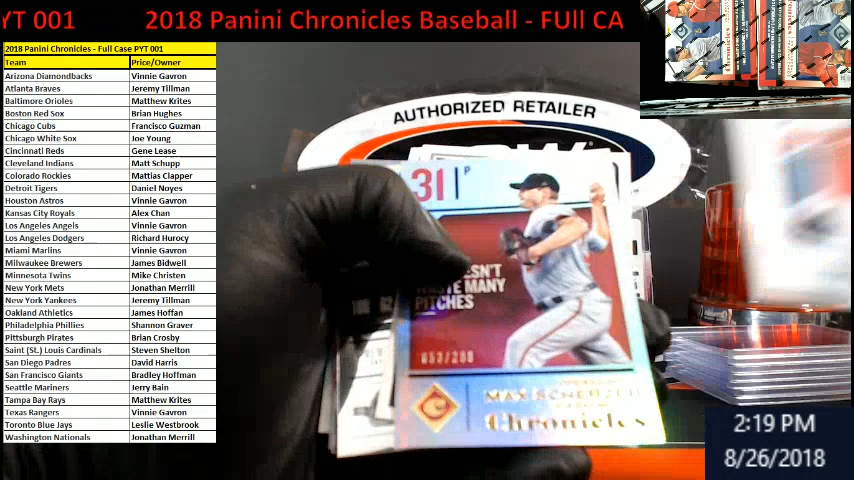 YT 001 2018 Panini Chronicles Baseball - FUll CA
2018 Panini Chronicles - Full Case PYT 001
Team Price/Owner
Arizona Diamondbacks Vinnie Gavron
Atlanta Braves Jeremy Tillman
Baltimore Orioles Matthew Krites
Boston Red Sox Brian Hughes
Chicago Cubs Francisco Guzman
Chicago White Sox Joe Young
Cincinnati Reds Gene Lease
Cleveland Indians Matt Schupp
Colorado Rockies Mattias Clapper
Detroit Tigers Daniel Noyes
Houston Astros Vinnie Gavron
Kansas City Royals Alex Chan
Los Angeles Angels Vinnie Gavron
Los Angeles Dodgers Richard Hurocy
Miami Marlins Vinnie Gavron
Milwaukee Brewers James Bidwell
Minnesota Twins Mike Christen
New York Mets Jonathan Merrill
New York Yankees Jeremy Tillman
Oakland Athletics James Hoffan
Philadelphia Phillies Shannon Graver
Pittsburgh Pirates Brian Crosby
Saint (St.) Louis Cardinals Steven Shelton
San Diego Padres David Harris
San Francisco Giants Bradley Hoffman
Seattle Mariners Jerry Bain
Tampa Bay Rays Matthew Krites
Texas Rangers Vinnie Gavron
Toronto Blue Jays Leslie Westbrook
Washington Nationals Jonathan Merrill
AUTHORIZED RETAILER
31 P
MANY
PITCHES
MAX SCHERZER
Chronicles
2:19 PM
8/26/2018